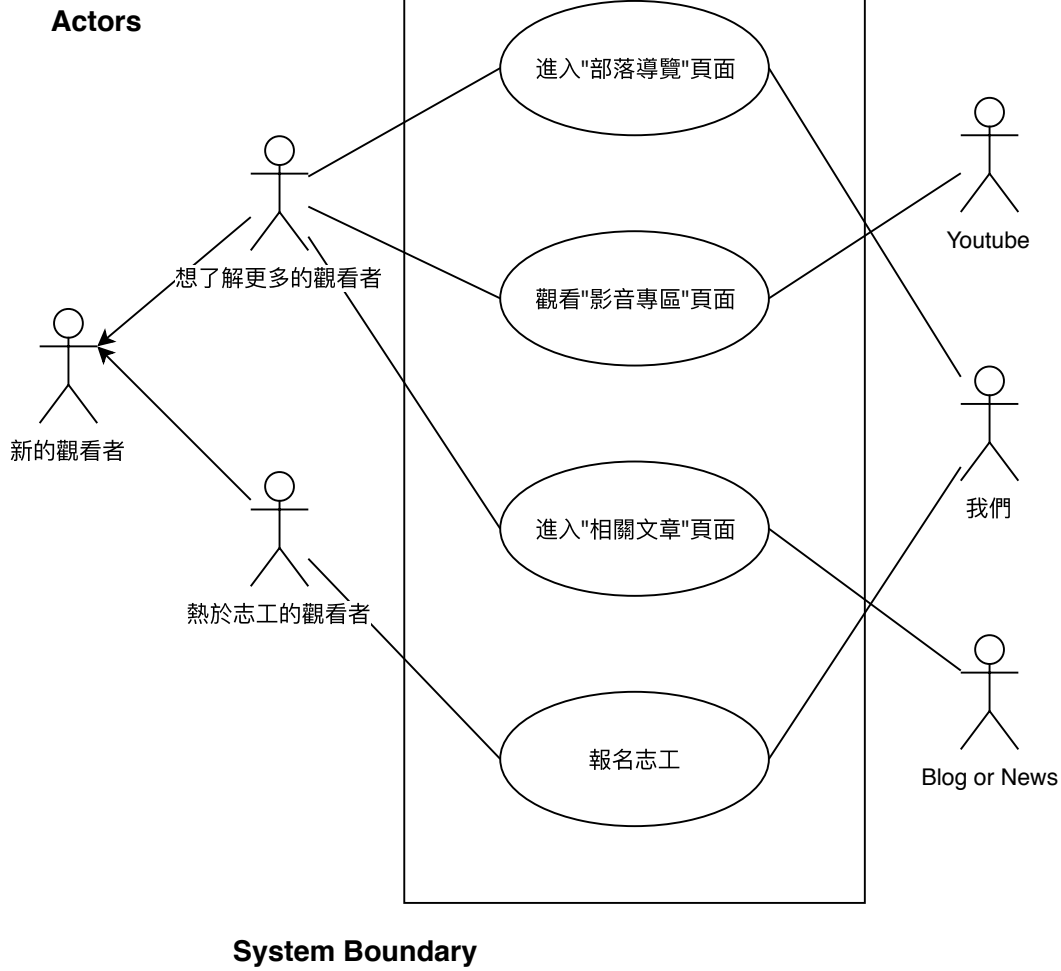 Actors
進入"部落導覽"頁面
Youtube
想了解更多的觀看者
觀看"影音專區"頁面
新的觀看者
我們
進入"相關文章"頁面
熱於志工的觀看者
報名志工
Blog or News
System Boundary